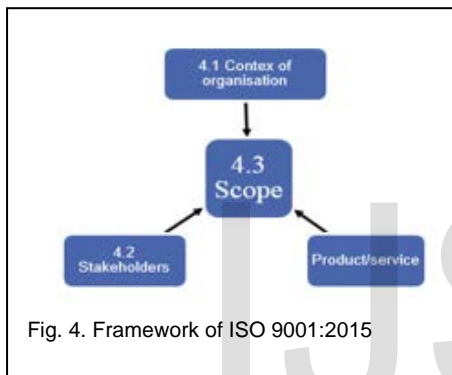 4.1 Contex of
organisation
4.3
Scope
4.2
Stakeholders
Product/service
Fig. 4. Framework of ISO 9001:2015
IJS